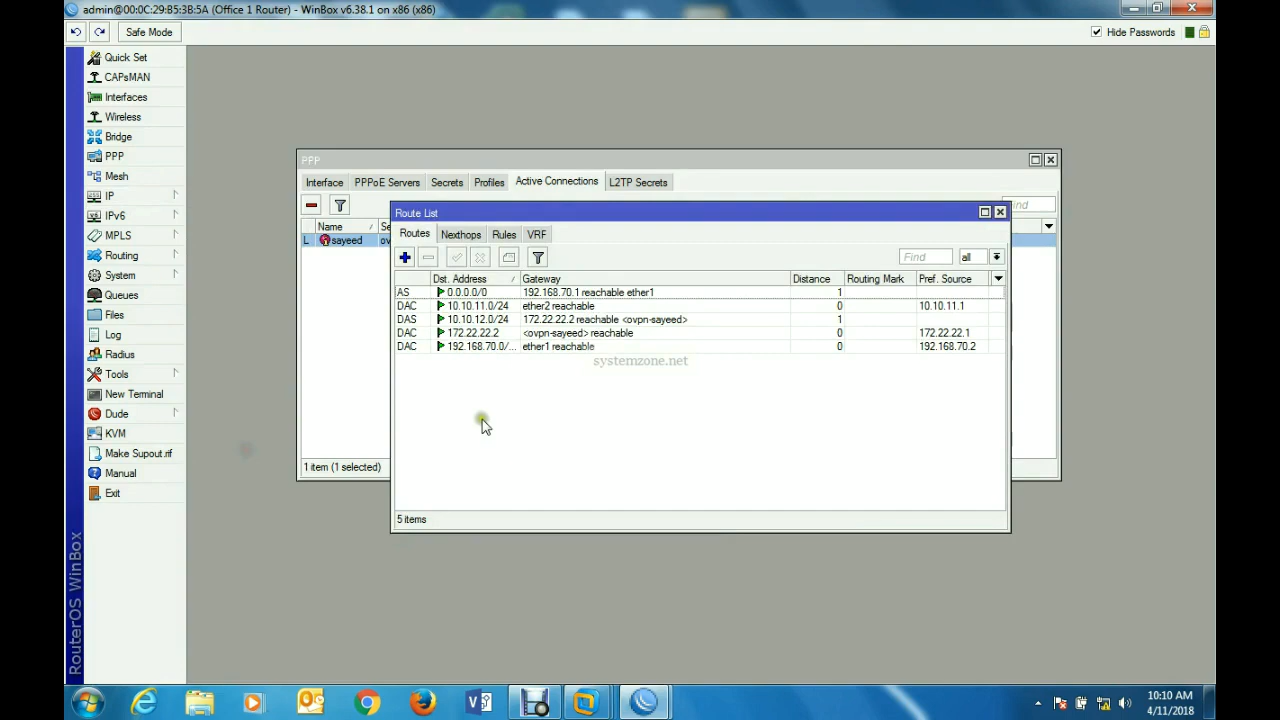 admin@00:0C:29:B5:3B:5A (Office 1 Router) - WinBox v6.38.1 on x86 (x86)
Safe Mode
Hide Passwords
Quick Set
CAPsMAN
Interfaces
Wireless
Bridge
PPP
Mesh
IP
IPv6
MPLS
Routing
System
Queues
Files
Log
Radius
Tools
New Terminal
Dude
KVM
Make Supout.rif
Manual
Exit
RouterOS WinBox
PPP
Interface PPPoE Servers Secrets Profiles Active Connections L2TP Secrets
Name
L sayeed
1 item (1 selected)
Route List
Routes Nexthops Rules VRF
Find all
Dst. Address Gateway Distance Routing Mark Pref. Source
AS 0.0.0.0/0 192.168.70.1 reachable ether1 1
DAC 10.10.11.0/24 ether2 reachable 0 10.10.11.1
DAS 10.10.12.0/24 172.22.22.2 reachable <ovpn-sayeed> 1
DAC 172.22.22.2 <ovpn-sayeed> reachable 0 172.22.22.1
DAC 192.168.70.0/... ether1 reachable 0 192.168.70.2
systemzone.net
5 items
10:10 AM
4/11/2018